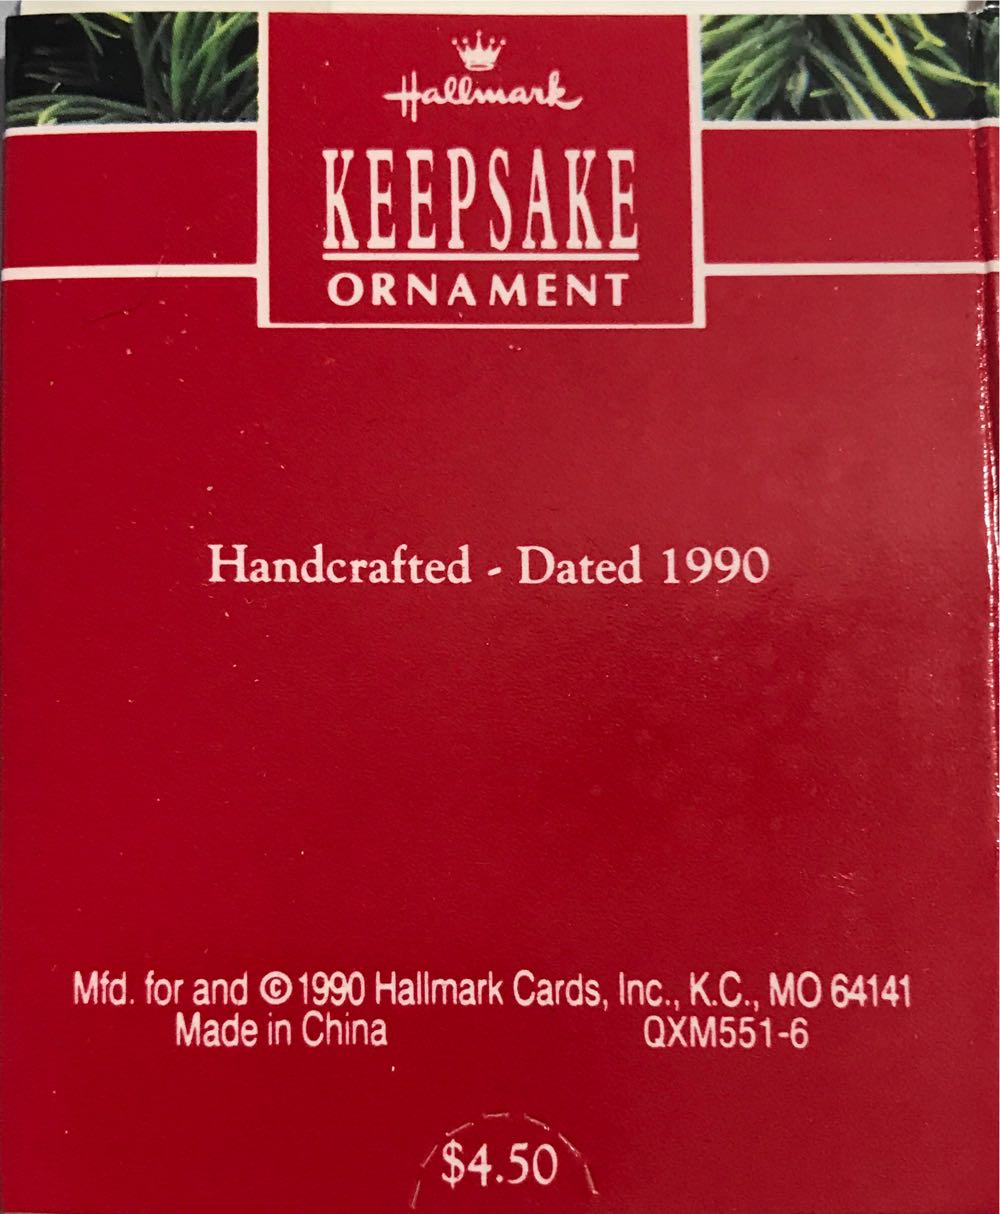 Hallmark
KEEPSAKE
ORNAMENT
Handcrafted - Dated 1990
Mfd. for and © 1990 Hallmark Cards, Inc., K.C., MO 64141
Made in China QXM551-6
$4.50